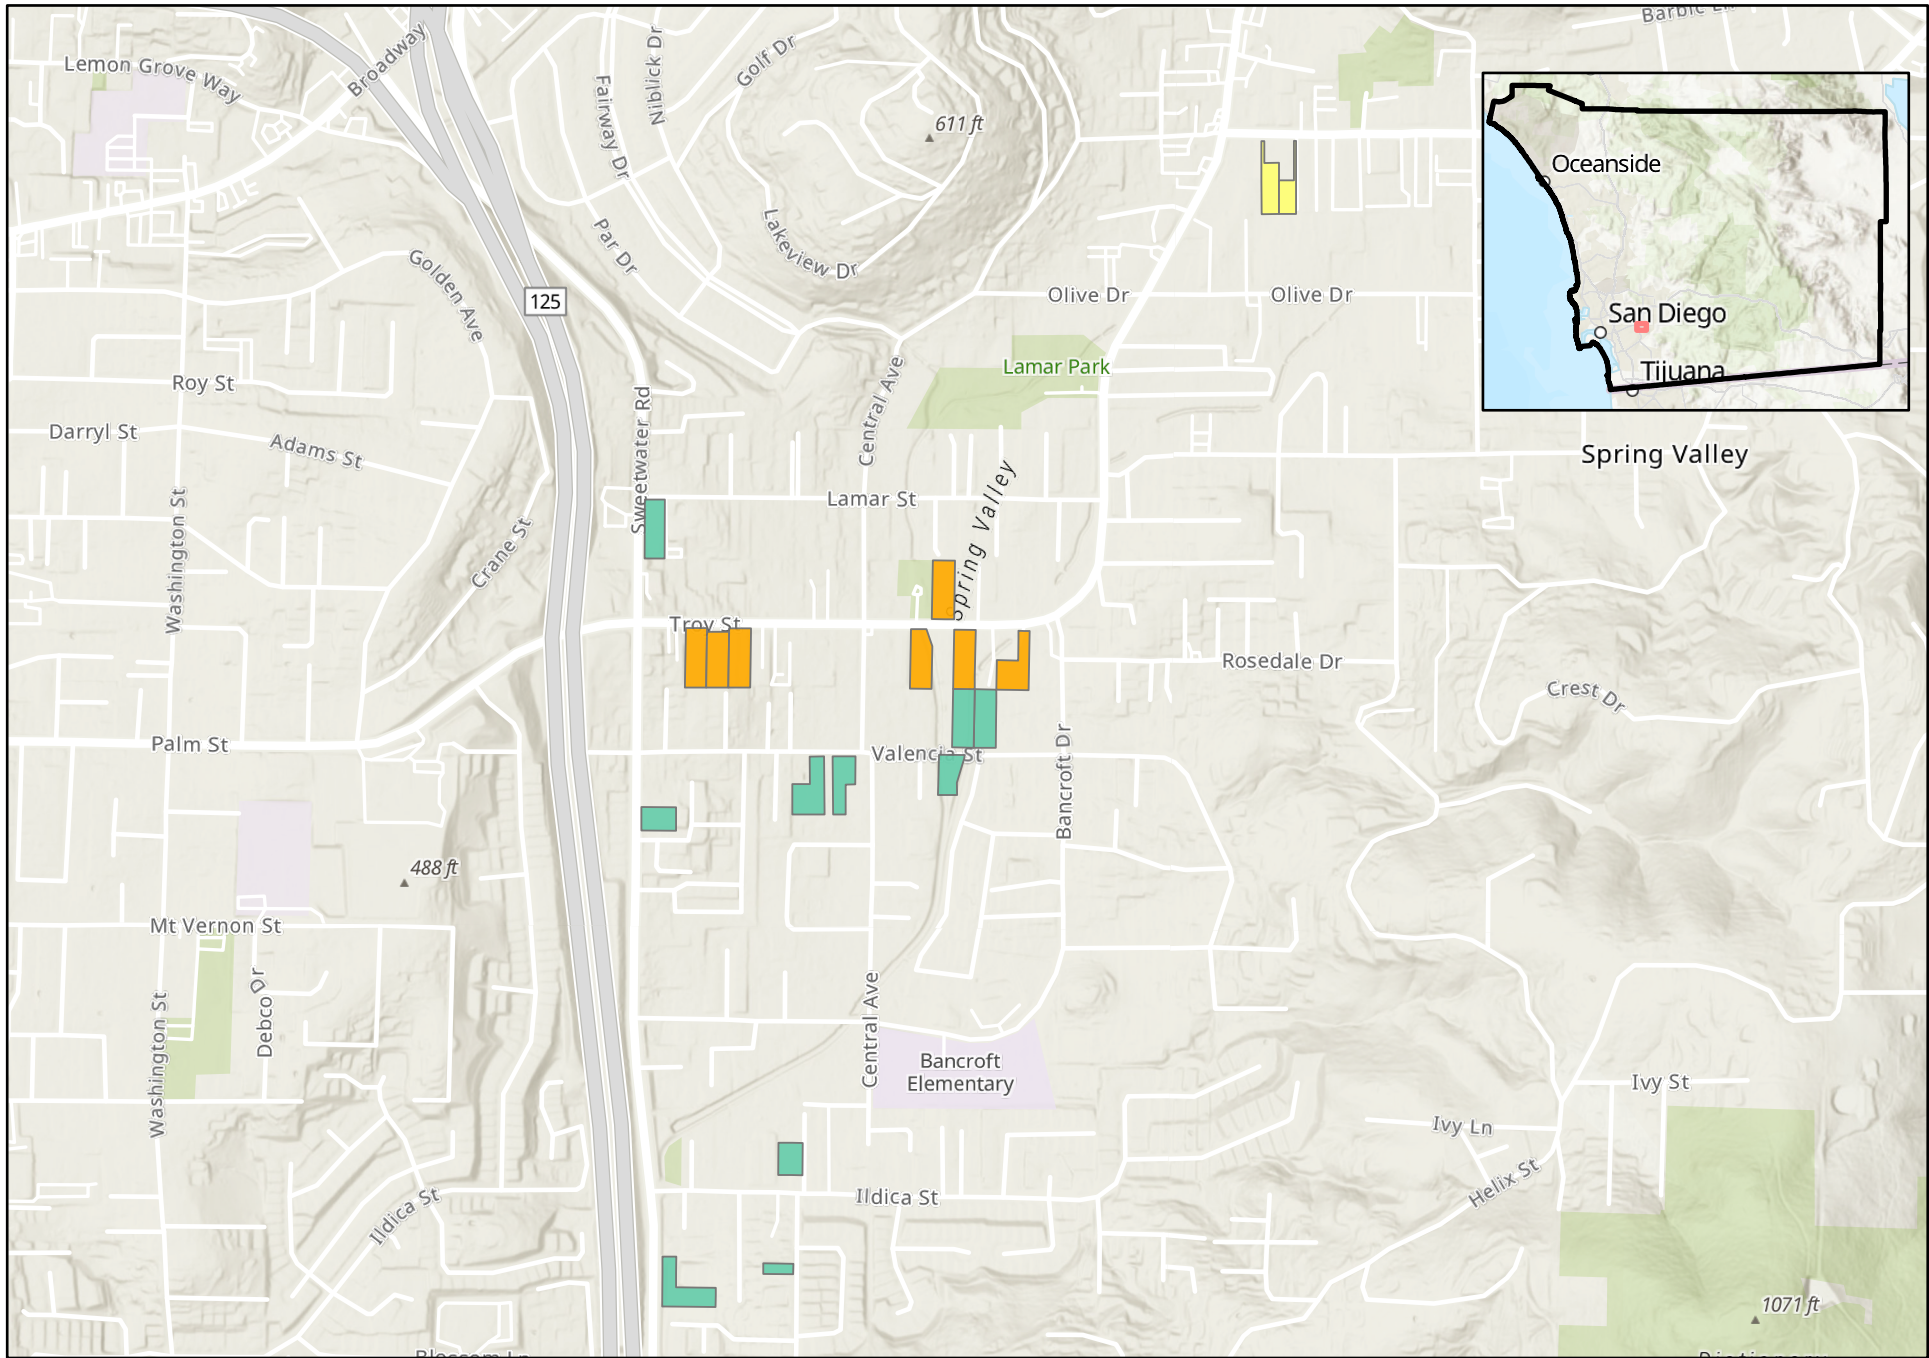 Barbic Ln
Lemon Grove Way
Broadway
Fairway Dr
Niblick Dr
Golf Dr
611 ft
Oceanside
San Diego
Tijuana
Par Dr
Lakeview Dr
Golden Ave
125
Olive Dr
Olive Dr
Lamar Park
Roy St
Darryl St
Adams St
Sweetwater Rd
Central Ave
Spring Valley
Washington St
Crane St
Lamar St
Spring Valley
Troy St
Rosedale Dr
Crest Dr
Palm St
Valencia St
Bancroft Dr
488 ft
Mt Vernon St
Debco Dr
Washington St
Central Ave
Bancroft
Elementary
Ivy St
Ivy Ln
Helix St
Ildica St
Ildica St
1071 ft
Blossom Ln